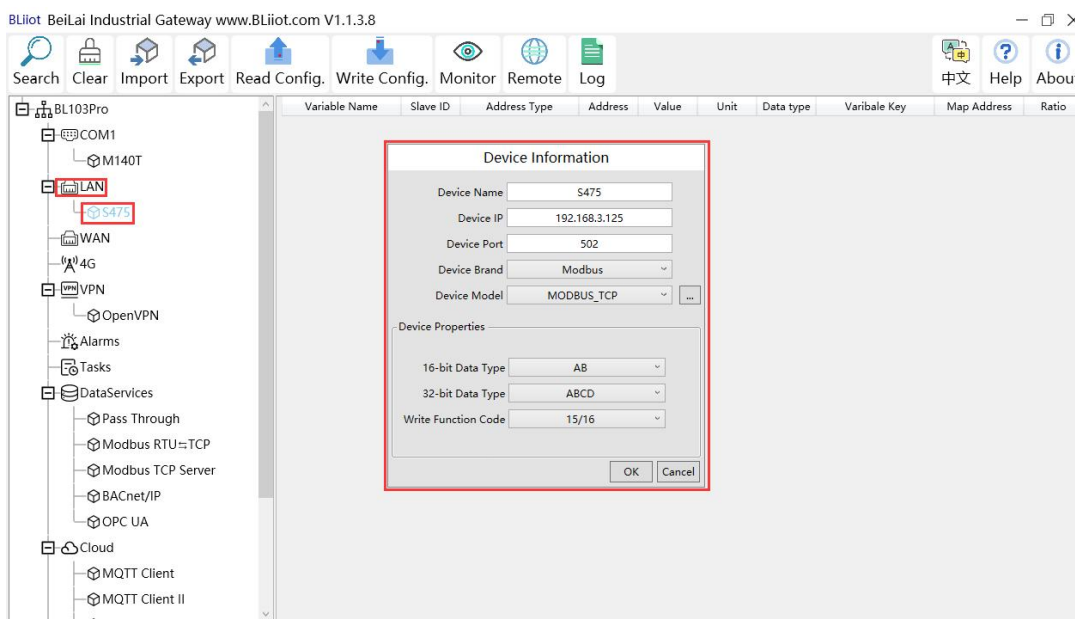 BLiiot BeiLai Industrial Gateway www.BLiiot.com V1.1.3.8
Search Clear Import Export Read Config. Write Config. Monitor Remote Log 中文 Help Abou
BL103Pro
COM1
M140T
LAN
S475
WAN
4G
VPN
VPN
OpenVPN
Alarms
Tasks
DataServices
Pass Through
Modbus RTU⇆TCP
Modbus TCP Server
BACnet/IP
OPC UA
Cloud
MQTT Client
MQTT Client II
Variable Name Slave ID Address Type Address Value Unit Data type Varibale Key Map Address Ratio
Device Information
Device Name S475
Device IP 192.168.3.125
Device Port 502
Device Brand Modbus
Device Model MODBUS_TCP ...
Device Properties
16-bit Data Type AB
32-bit Data Type ABCD
Write Function Code 15/16
OK Cancel